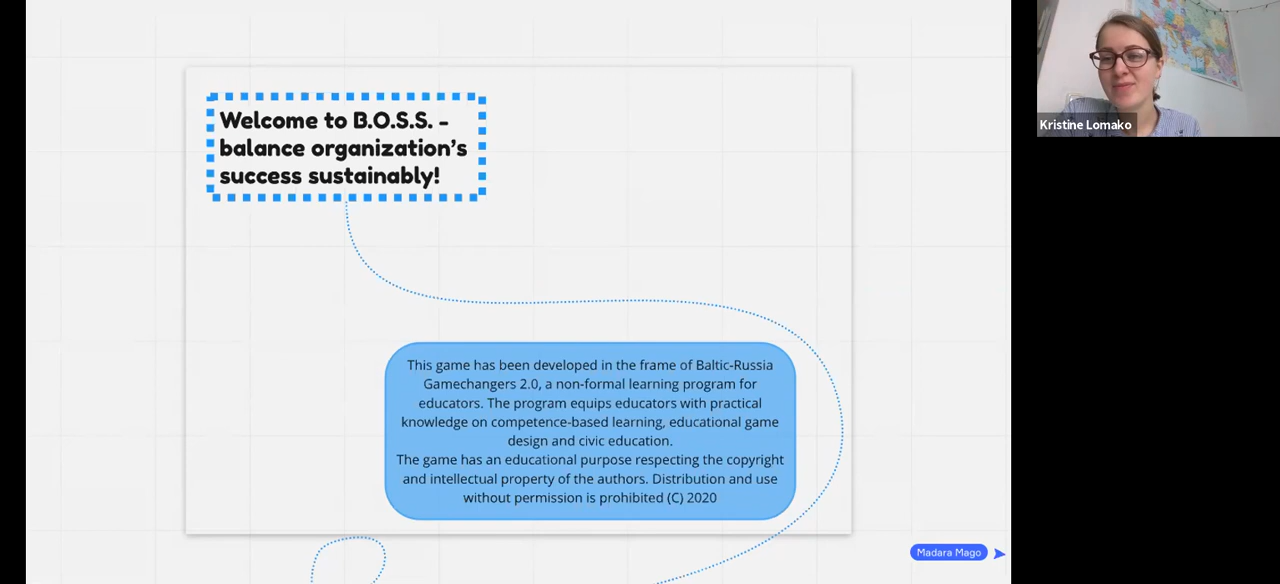 Welcome to B.O.S.S. -
balance organization's
success sustainably!
This game has been developed in the frame of Baltic-Russia
Gamechangers 2.0, a non-formal learning program for
educators. The program equips educators with practical
knowledge on competence-based learning, educational game
design and civic education.
The game has an educational purpose respecting the copyright
and intellectual property of the authors. Distribution and use
without permission is prohibited (C) 2020
Madara Mago
Kristine Lomako